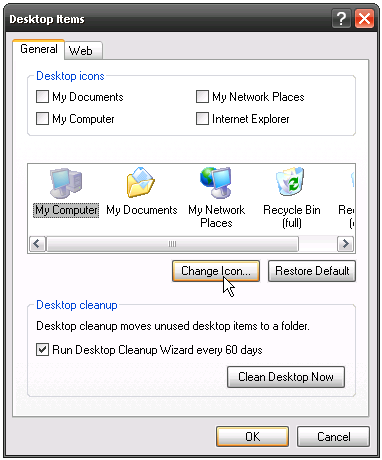 Desktop Items
General Web
Desktop icons
My Documents My Network Places
My Computer Internet Explorer
My Computer My Documents My Network Places Recycle Bin (full)
Change Icon... Restore Default
Desktop cleanup
Desktop cleanup moves unused desktop items to a folder.
Run Desktop Cleanup Wizard every 60 days
Clean Desktop Now
OK Cancel